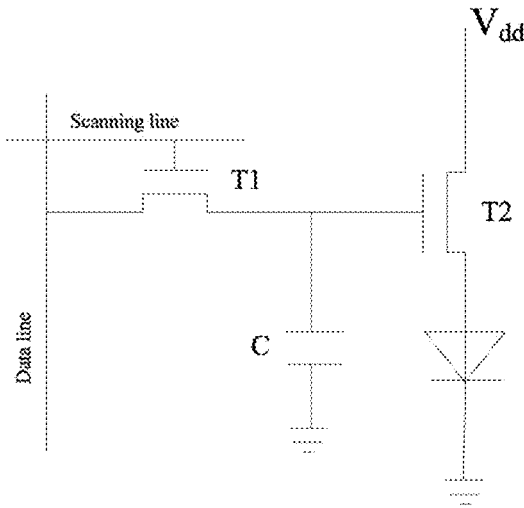 Vdd
Scanning line
T1
T2
C
Data line